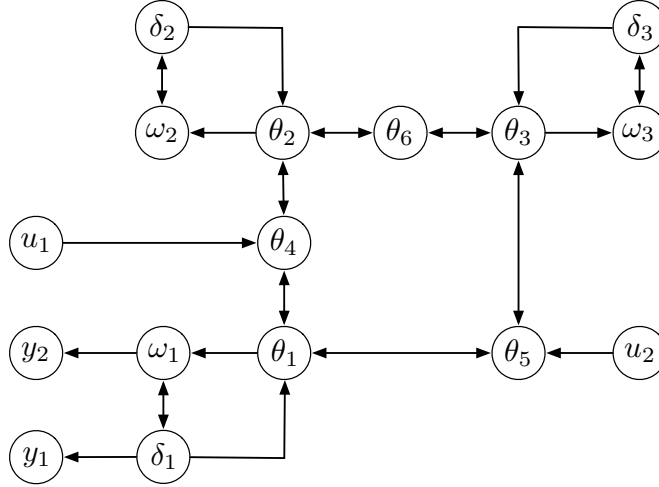 δ₂ δ₃
ω₂ θ₂ θ₆ θ₃ ω₃
u₁ θ₄
y₂ ω₁ θ₁ θ₅ u₂
y₁ δ₁